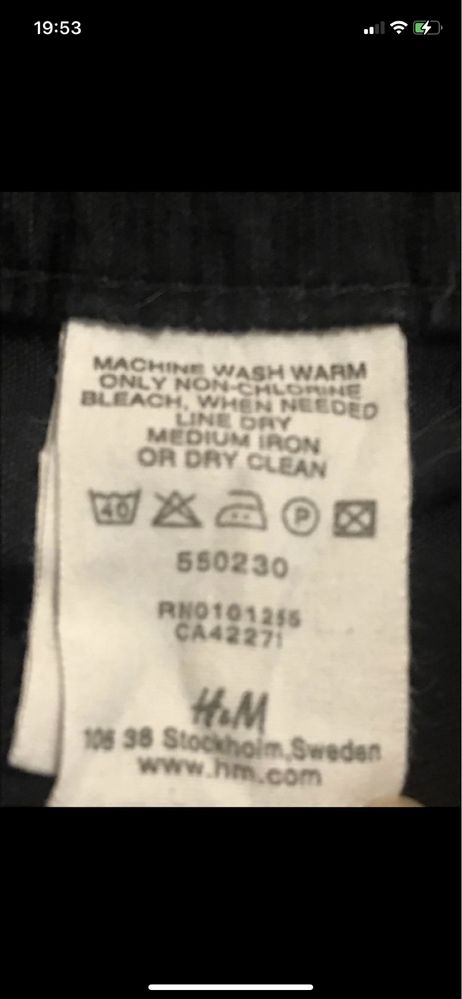 19:53
MACHINE WASH WARM
ONLY NON-CHLORINE
BLEACH, WHEN NEEDED
LINE DRY
MEDIUM IRON
OR DRY CLEAN
40 P
550230
RN0101255
CA42271
H&M
106 38 Stockholm,Sweden
www.hm.com